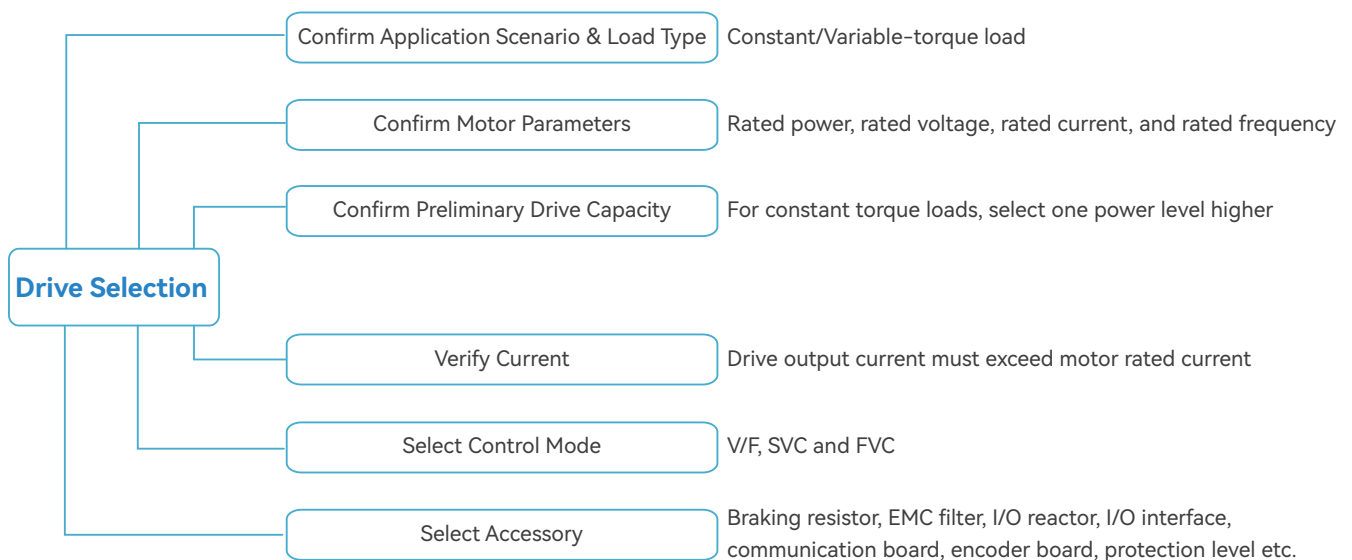 Confirm Application Scenario & Load Type
Constant/Variable-torque load
Confirm Motor Parameters
Rated power, rated voltage, rated current, and rated frequency
Confirm Preliminary Drive Capacity
For constant torque loads, select one power level higher
Drive Selection
Verify Current
Drive output current must exceed motor rated current
Select Control Mode
V/F, SVC and FVC
Select Accessory
Braking resistor, EMC filter, I/O reactor, I/O interface,
communication board, encoder board, protection level etc.